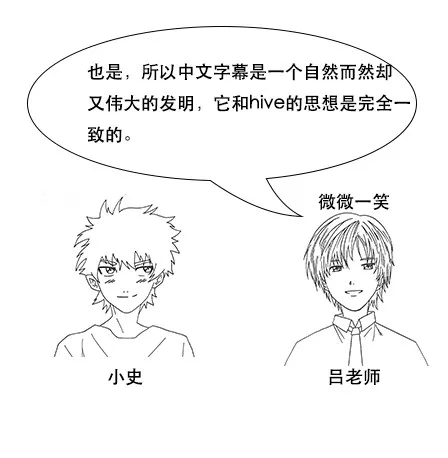 也是，所以中文字幕是一个自然而然却
又伟大的发明，它和hive的思想是完全一
致的。
微微一笑
小史
吕老师